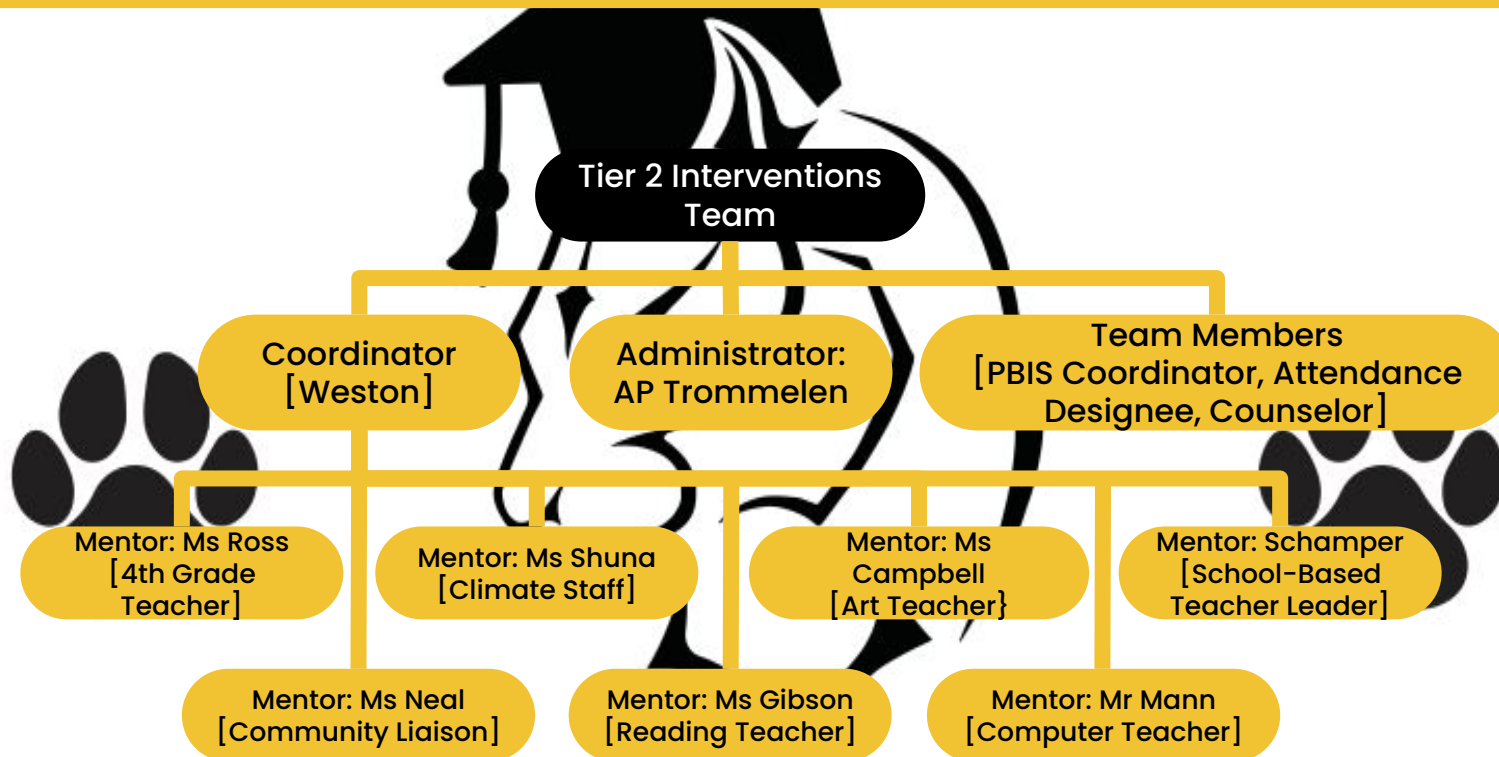 Tier 2 Interventions
Team
Coordinator
[Weston]
Administrator:
AP Trommelen
Team Members
[PBIS Coordinator, Attendance
Designee, Counselor]
Mentor: Ms Ross
[4th Grade
Teacher]
Mentor: Ms Shuna
[Climate Staff]
Mentor: Ms
Campbell
[Art Teacher}
Mentor: Schamper
[School-Based
Teacher Leader]
Mentor: Ms Neal
[Community Liaison]
Mentor: Ms Gibson
[Reading Teacher]
Mentor: Mr Mann
[Computer Teacher]